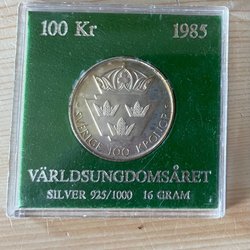 100 Kr 1985
SVERIGE 100 KRONOR
VÄRLDSUNGDOMSÅRET
SILVER 925/1000 16 GRAM